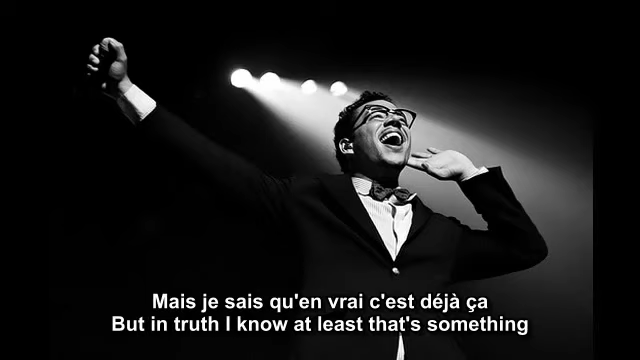 Mais je sais qu'en vrai c'est déjà ça
But in truth I know at least that's something